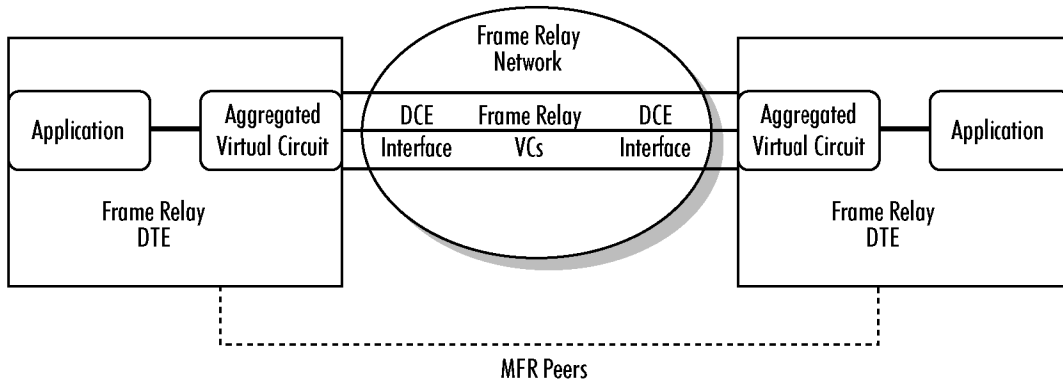 Frame Relay
Network
Application
Aggregated
Virtual Circuit
DCE
Interface
Frame Relay
VCs
DCE
Interface
Aggregated
Virtual Circuit
Application
Frame Relay
DTE
Frame Relay
DTE
MFR Peers